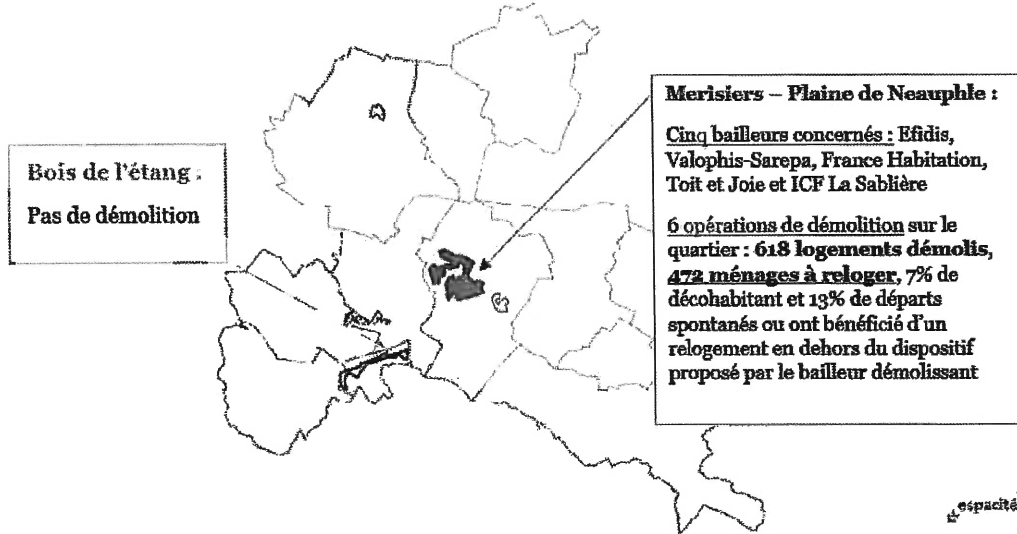 Bois de l'étang :
Pas de démolition
Merisiers – Plaine de Neauphle :
Cinq bailleurs concernés : Efidis,
Valophis-Sarepa, France Habitation,
Toit et Joie et ICF La Sablière
6 opérations de démolition sur le
quartier : 618 logements démolis,
472 ménages à reloger, 7% de
décohabitant et 13% de départs
spontanés ou ont bénéficié d'un
relogement en dehors du dispositif
proposé par le bailleur démolissant
espacité